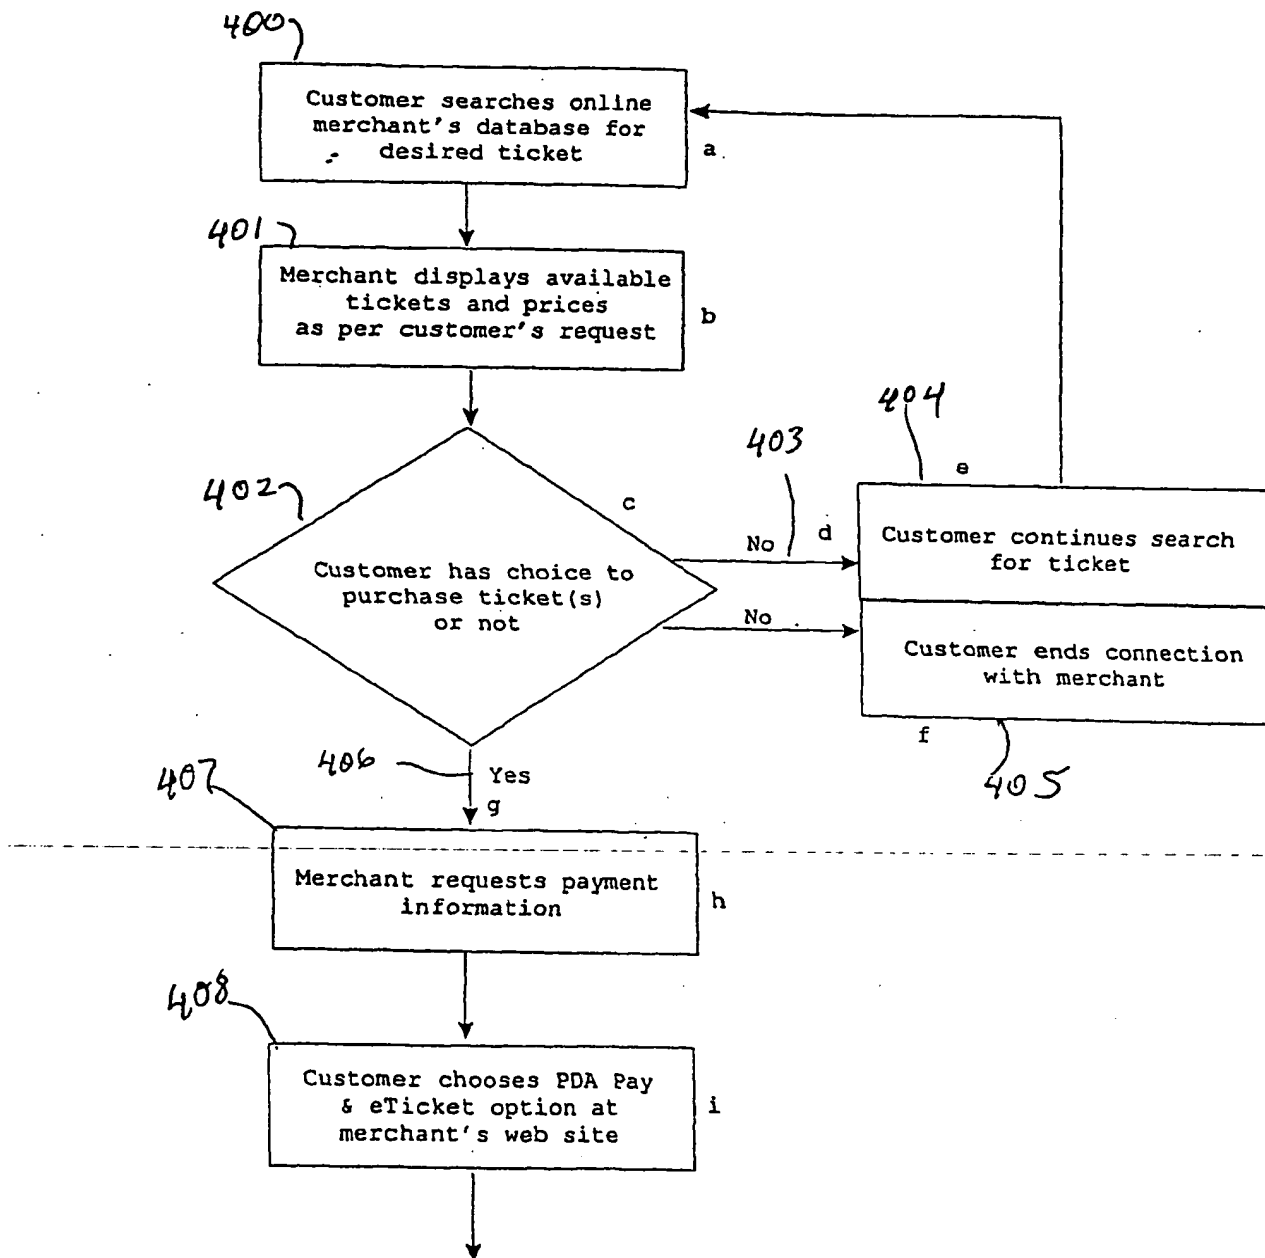 400
Customer searches online
merchant's database for
desired ticket
a
401
Merchant displays available
tickets and prices
as per customer's request
b
402
c
Customer has choice to
purchase ticket(s)
or not
403
No
d
No
404
e
Customer continues search
for ticket
Customer ends connection
with merchant
f
405
406
Yes
g
407
Merchant requests payment
information
h
408
Customer chooses PDA Pay
& eTicket option at
merchant's web site
i